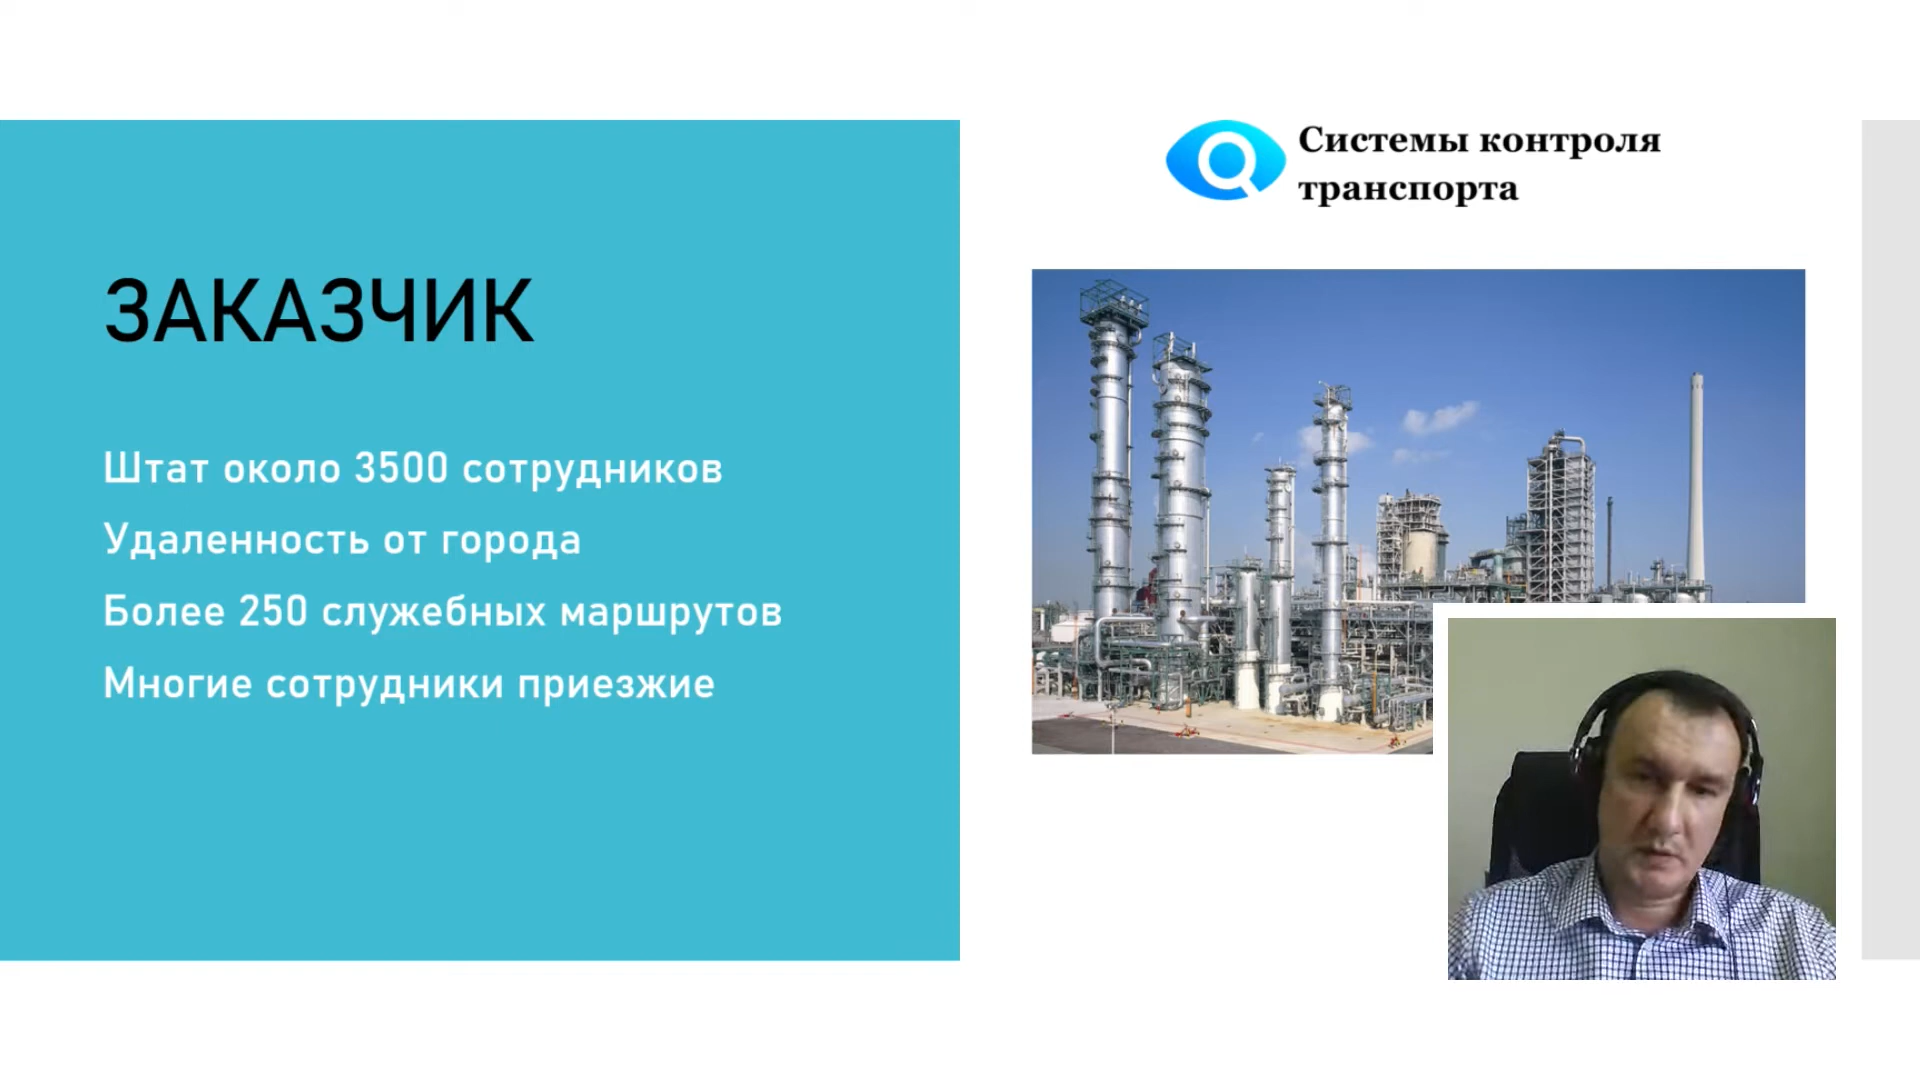 Системы контроля
транспорта
ЗАКАЗЧИК
Штат около 3500 сотрудников
Удаленность от города
Более 250 служебных маршрутов
Многие сотрудники приезжие